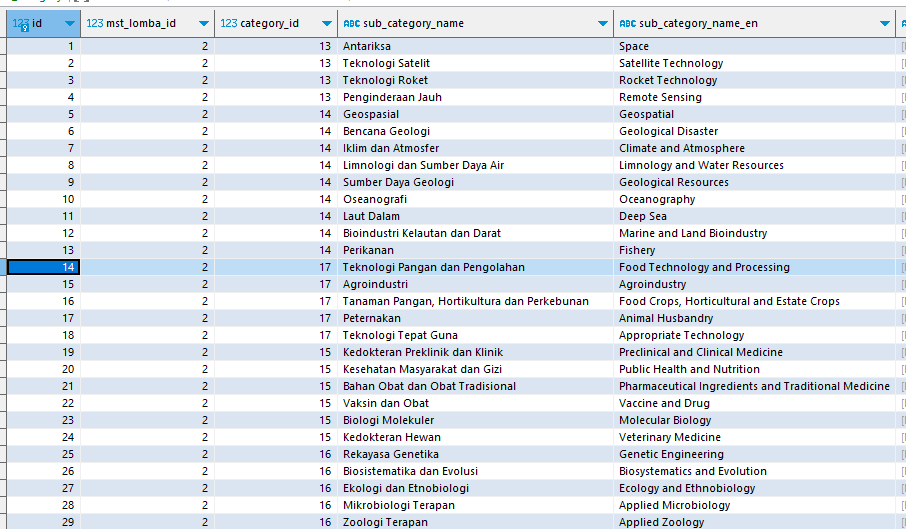 123 id 123 mst_lomba_id 123 category_id ABC sub_category_name ABC sub_category_name_en
1 2 13 Antariksa Space
2 2 13 Teknologi Satelit Satellite Technology
3 2 13 Teknologi Roket Rocket Technology
4 2 13 Penginderaan Jauh Remote Sensing
5 2 14 Geospasial Geospatial
6 2 14 Bencana Geologi Geological Disaster
7 2 14 Iklim dan Atmosfer Climate and Atmosphere
8 2 14 Limnologi dan Sumber Daya Air Limnology and Water Resources
9 2 14 Sumber Daya Geologi Geological Resources
10 2 14 Oseanografi Oceanography
11 2 14 Laut Dalam Deep Sea
12 2 14 Bioindustri Kelautan dan Darat Marine and Land Bioindustry
13 2 14 Perikanan Fishery
14 2 17 Teknologi Pangan dan Pengolahan Food Technology and Processing
15 2 17 Agroindustri Agroindustry
16 2 17 Tanaman Pangan, Hortikultura dan Perkebunan Food Crops, Horticultural and Estate Crops
17 2 17 Peternakan Animal Husbandry
18 2 17 Teknologi Tepat Guna Appropriate Technology
19 2 15 Kedokteran Preklinik dan Klinik Preclinical and Clinical Medicine
20 2 15 Kesehatan Masyarakat dan Gizi Public Health and Nutrition
21 2 15 Bahan Obat dan Obat Tradisional Pharmaceutical Ingredients and Traditional Medicine
22 2 15 Vaksin dan Obat Vaccine and Drug
23 2 15 Biologi Molekuler Molecular Biology
24 2 15 Kedokteran Hewan Veterinary Medicine
25 2 16 Rekayasa Genetika Genetic Engineering
26 2 16 Biosistematika dan Evolusi Biosystematics and Evolution
27 2 16 Ekologi dan Etnobiologi Ecology and Ethnobiology
28 2 16 Mikrobiologi Terapan Applied Microbiology
29 2 16 Zoologi Terapan Applied Zoology